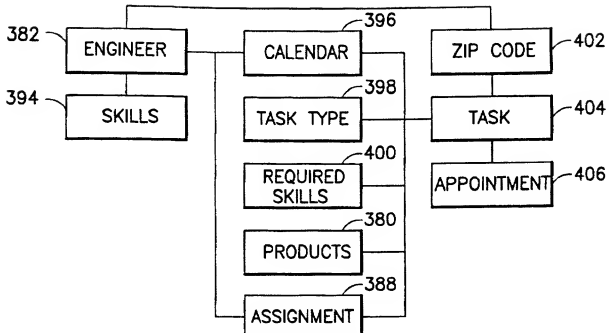 382
ENGINEER
394
SKILLS
396
CALENDAR
398
TASK TYPE
400
REQUIRED
SKILLS
380
PRODUCTS
388
ASSIGNMENT
402
ZIP CODE
404
TASK
406
APPOINTMENT